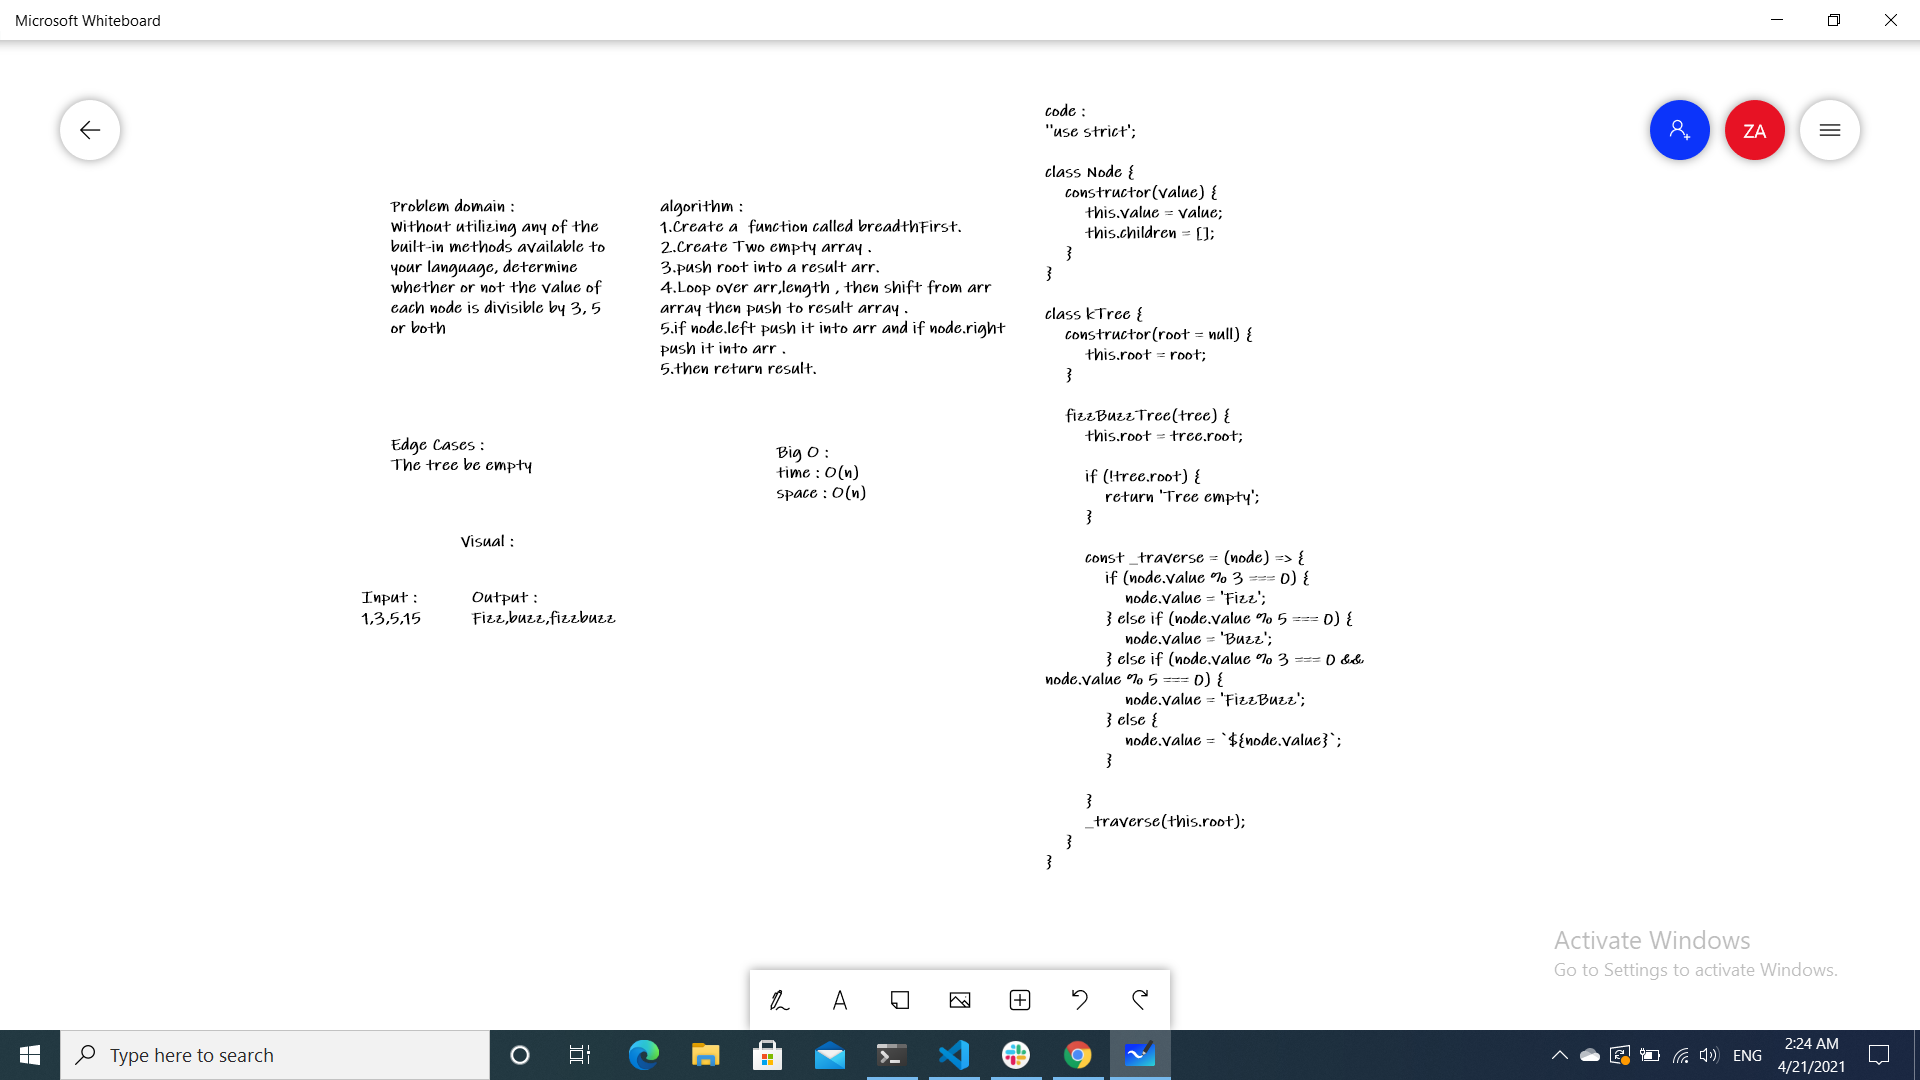 Microsoft Whiteboard
ZA
Problem domain :
Without utilizing any of the
built-in methods available to
your language, determine
whether or not the value of
each node is divisible by 3, 5
or both
algorithm :
1.Create a  function called breadthFirst.
2.Create Two empty array .
3.push root into a result arr.
4.Loop over arr,length , then shift from arr
array then push to result array .
5.if node.left push it into arr and if node.right
push it into arr .
5.then return result.
Edge Cases :
The tree be empty
Big O :
time : O(n)
space : O(n)
Visual :
Input :
1,3,5,15
Output :
Fizz,buzz,fizzbuzz
code :
''use strict';
class Node {
constructor(value) {
this.value = value;
this.children = [];
}
}
class kTree {
constructor(root = null) {
this.root = root;
}
fizzBuzzTree(tree) {
this.root = tree.root;
if (!tree.root) {
return 'Tree empty';
}
const _traverse = (node) => {
if (node.value % 3 === 0) {
node.value = 'Fizz';
} else if (node.value % 5 === 0) {
node.value = 'Buzz';
} else if (node.value % 3 === 0 &&
node.value % 5 === 0) {
node.value = 'FizzBuzz';
} else {
node.value = `${node.value}`;
}
}
_traverse(this.root);
}
}
Activate Windows
Go to Settings to activate Windows.
Type here to search
ENG
2:24 AM
4/21/2021